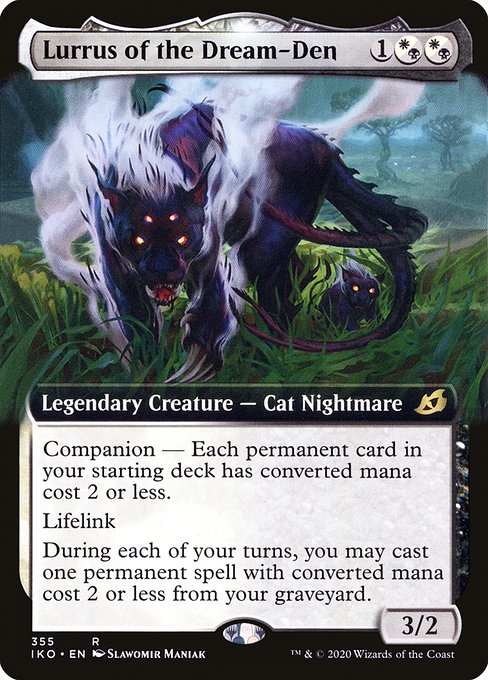 Lurrus of the Dream-Den 1
Legendary Creature — Cat Nightmare
Companion — Each permanent card in
your starting deck has converted mana
cost 2 or less.
Lifelink
During each of your turns, you may cast
one permanent spell with converted mana
cost 2 or less from your graveyard.
3/2
355 R
IKO • EN Slawomir Maniak
™ & © 2020 Wizards of the Coast